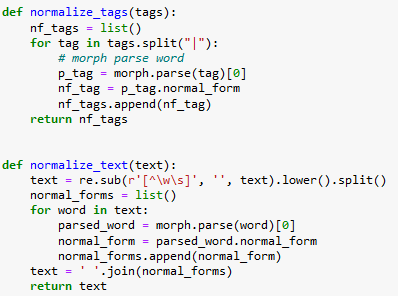 def normalize_tags(tags):
    nf_tags = list()
    for tag in tags.split("|"):
        # morph parse word
        p_tag = morph.parse(tag)[0]
        nf_tag = p_tag.normal_form
        nf_tags.append(nf_tag)
    return nf_tags

def normalize_text(text):
    text = re.sub(r'[^\w\s]', '', text).lower().split()
    normal_forms = list()
    for word in text:
        parsed_word = morph.parse(word)[0]
        normal_form = parsed_word.normal_form
        normal_forms.append(normal_form)
    text = ' '.join(normal_forms)
    return text